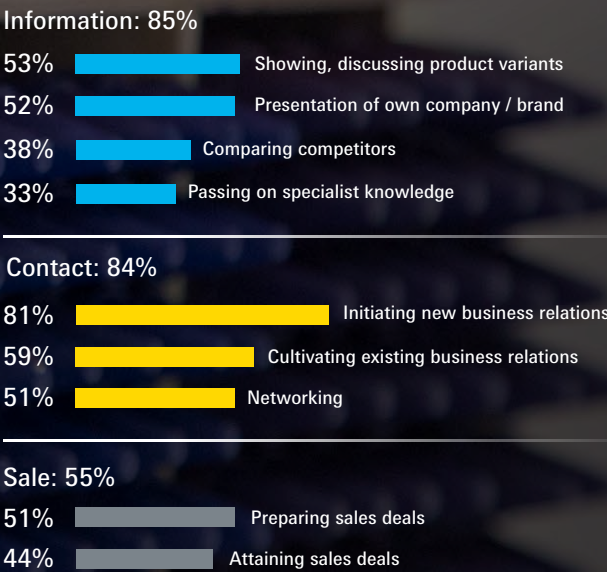 Information: 85%
53% Showing, discussing product variants
52% Presentation of own company / brand
38% Comparing competitors
33% Passing on specialist knowledge
Contact: 84%
81% Initiating new business relations
59% Cultivating existing business relations
51% Networking
Sale: 55%
51% Preparing sales deals
44% Attaining sales deals